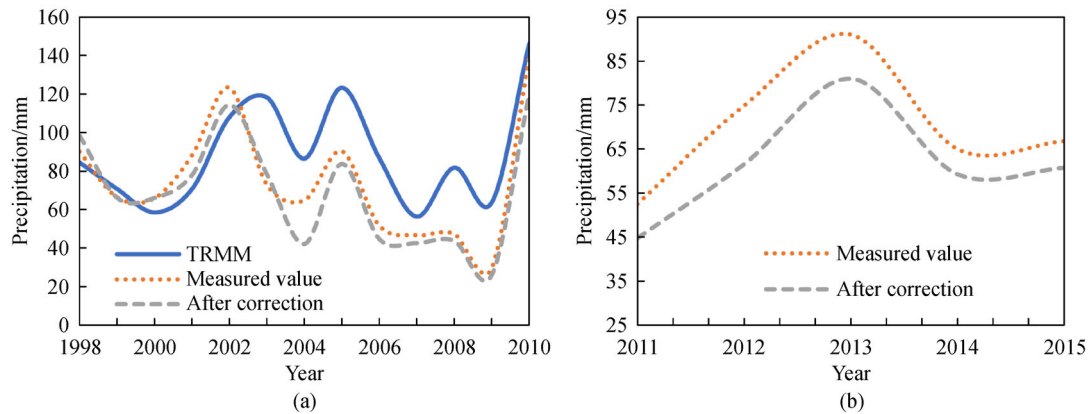 160
140
120
100
80
60
40
20
0
Precipitation/mm
TRMM
Measured value
After correction
1998 2000 2002 2004 2006 2008 2010
Year
(a)
95
85
75
65
55
45
35
25
Precipitation/mm
Measured value
After correction
2011 2012 2013 2014 2015
Year
(b)